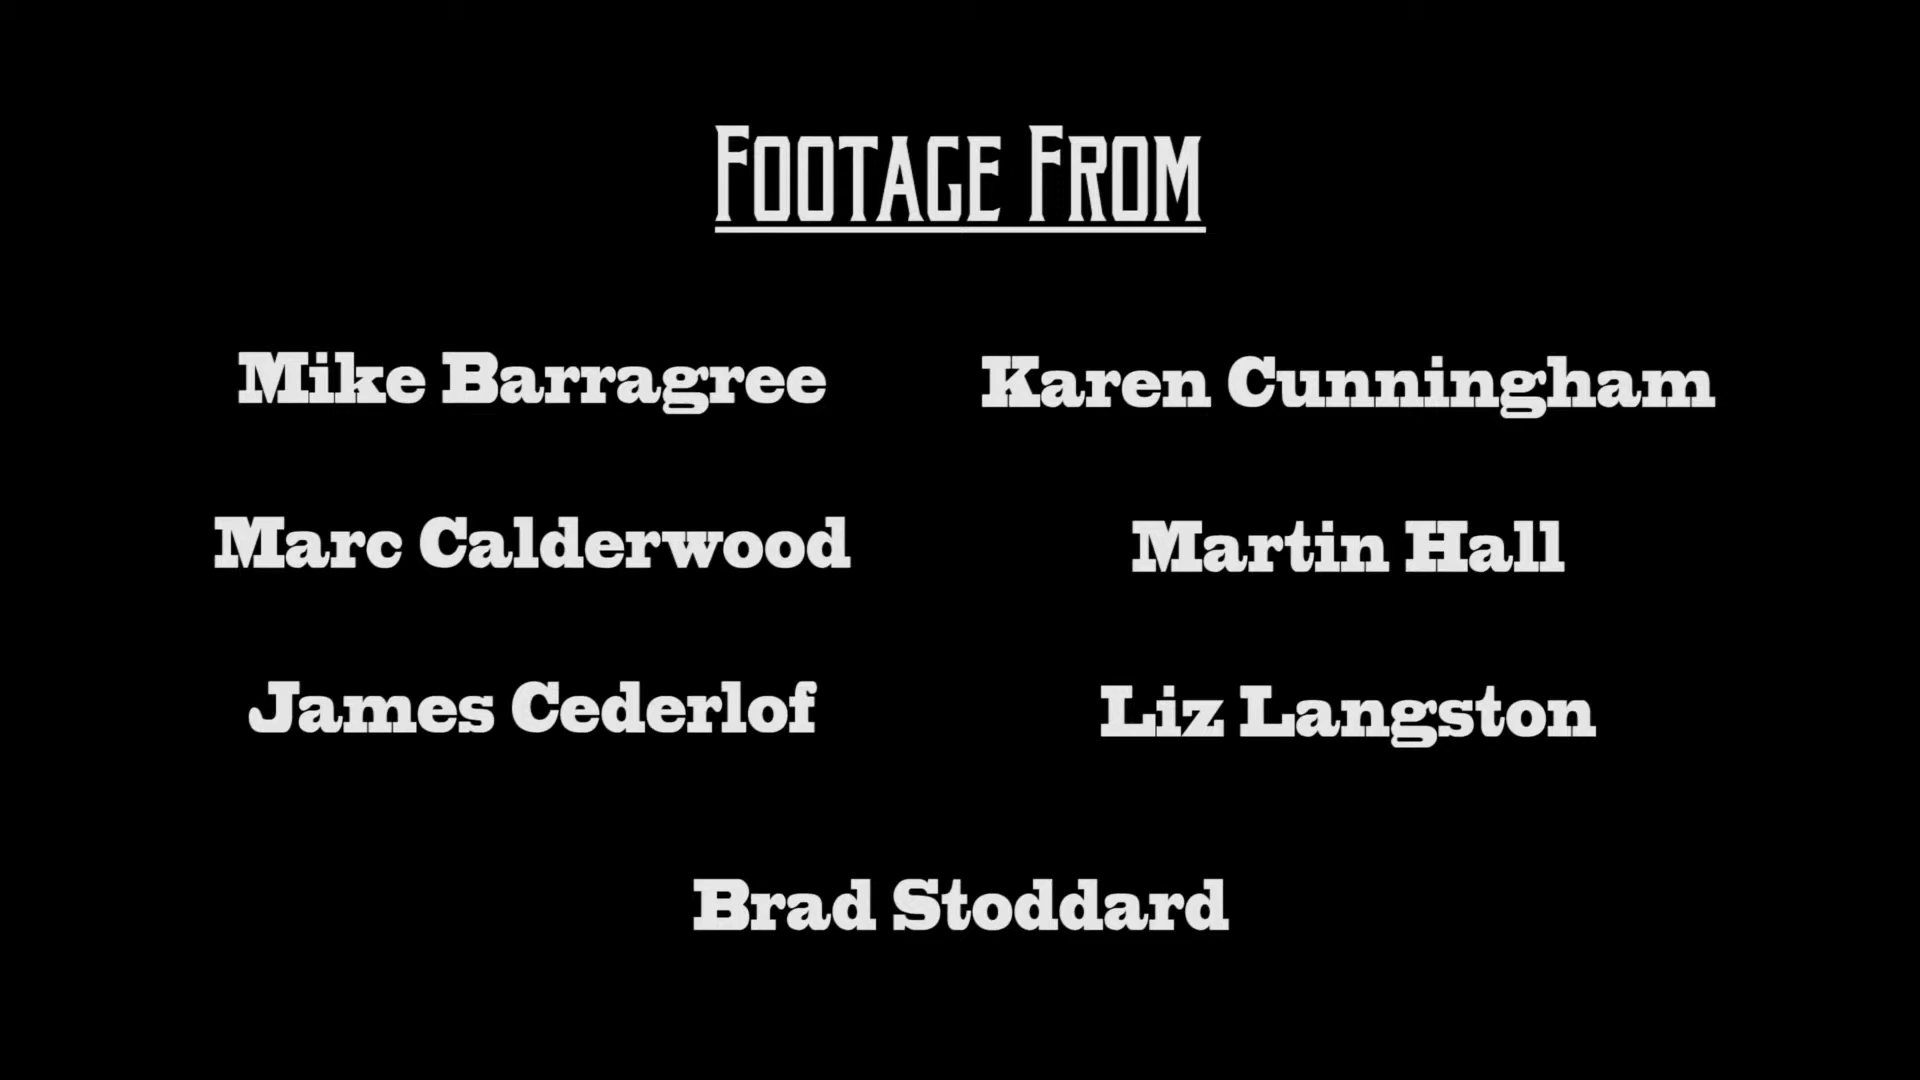 Footage From
Mike Barragree
Karen Cunningham
Marc Calderwood
Martin Hall
James Cederlof
Liz Langston
Brad Stoddard